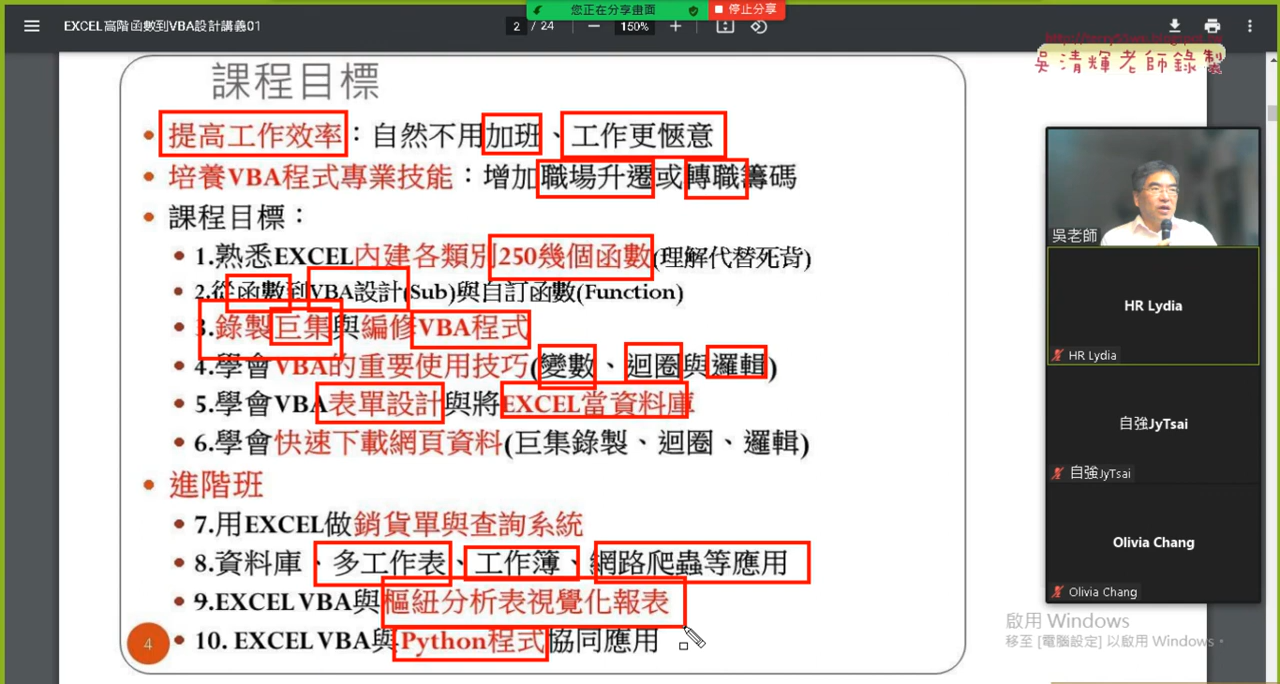 您正在分享畫面
停止分享
EXCEL高階函數到VBA設計講義01
2 / 24
150%
吳清輝老師錄製
課程目標
提高工作效率：自然不用加班、工作更愜意
培養VBA程式專業技能：增加職場升遷或轉職籌碼
課程目標：
1.熟悉EXCEL內建各類別250幾個函數(理解代替死背)
2.從函數到VBA設計(Sub)與自訂函數(Function)
3.錄製巨集與編修VBA程式
4.學會VBA的重要使用技巧(變數、迴圈與邏輯)
5.學會VBA表單設計與將EXCEL當資料庫
6.學會快速下載網頁資料(巨集錄製、迴圈、邏輯)
進階班
7.用EXCEL做銷貨單與查詢系統
8.資料庫、多工作表、工作簿、網路爬蟲等應用
9.EXCEL VBA與樞紐分析表視覺化報表
10. EXCEL VBA與Python程式協同應用
4
吳老師
HR Lydia
HR Lydia
自強JyTsai
自強JyTsai
Olivia Chang
Olivia Chang
啟用 Windows
移至 [電腦設定] 以啟用 Windows。